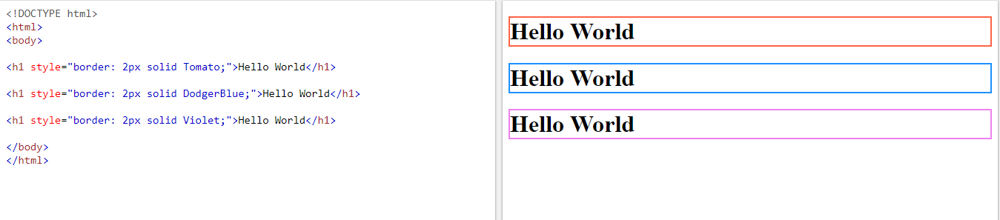 <!DOCTYPE html>
<html>
<body>
<h1 style="border: 2px solid Tomato;">Hello World</h1>
<h1 style="border: 2px solid DodgerBlue;">Hello World</h1>
<h1 style="border: 2px solid Violet;">Hello World</h1>
</body>
</html>
Hello World
Hello World
Hello World